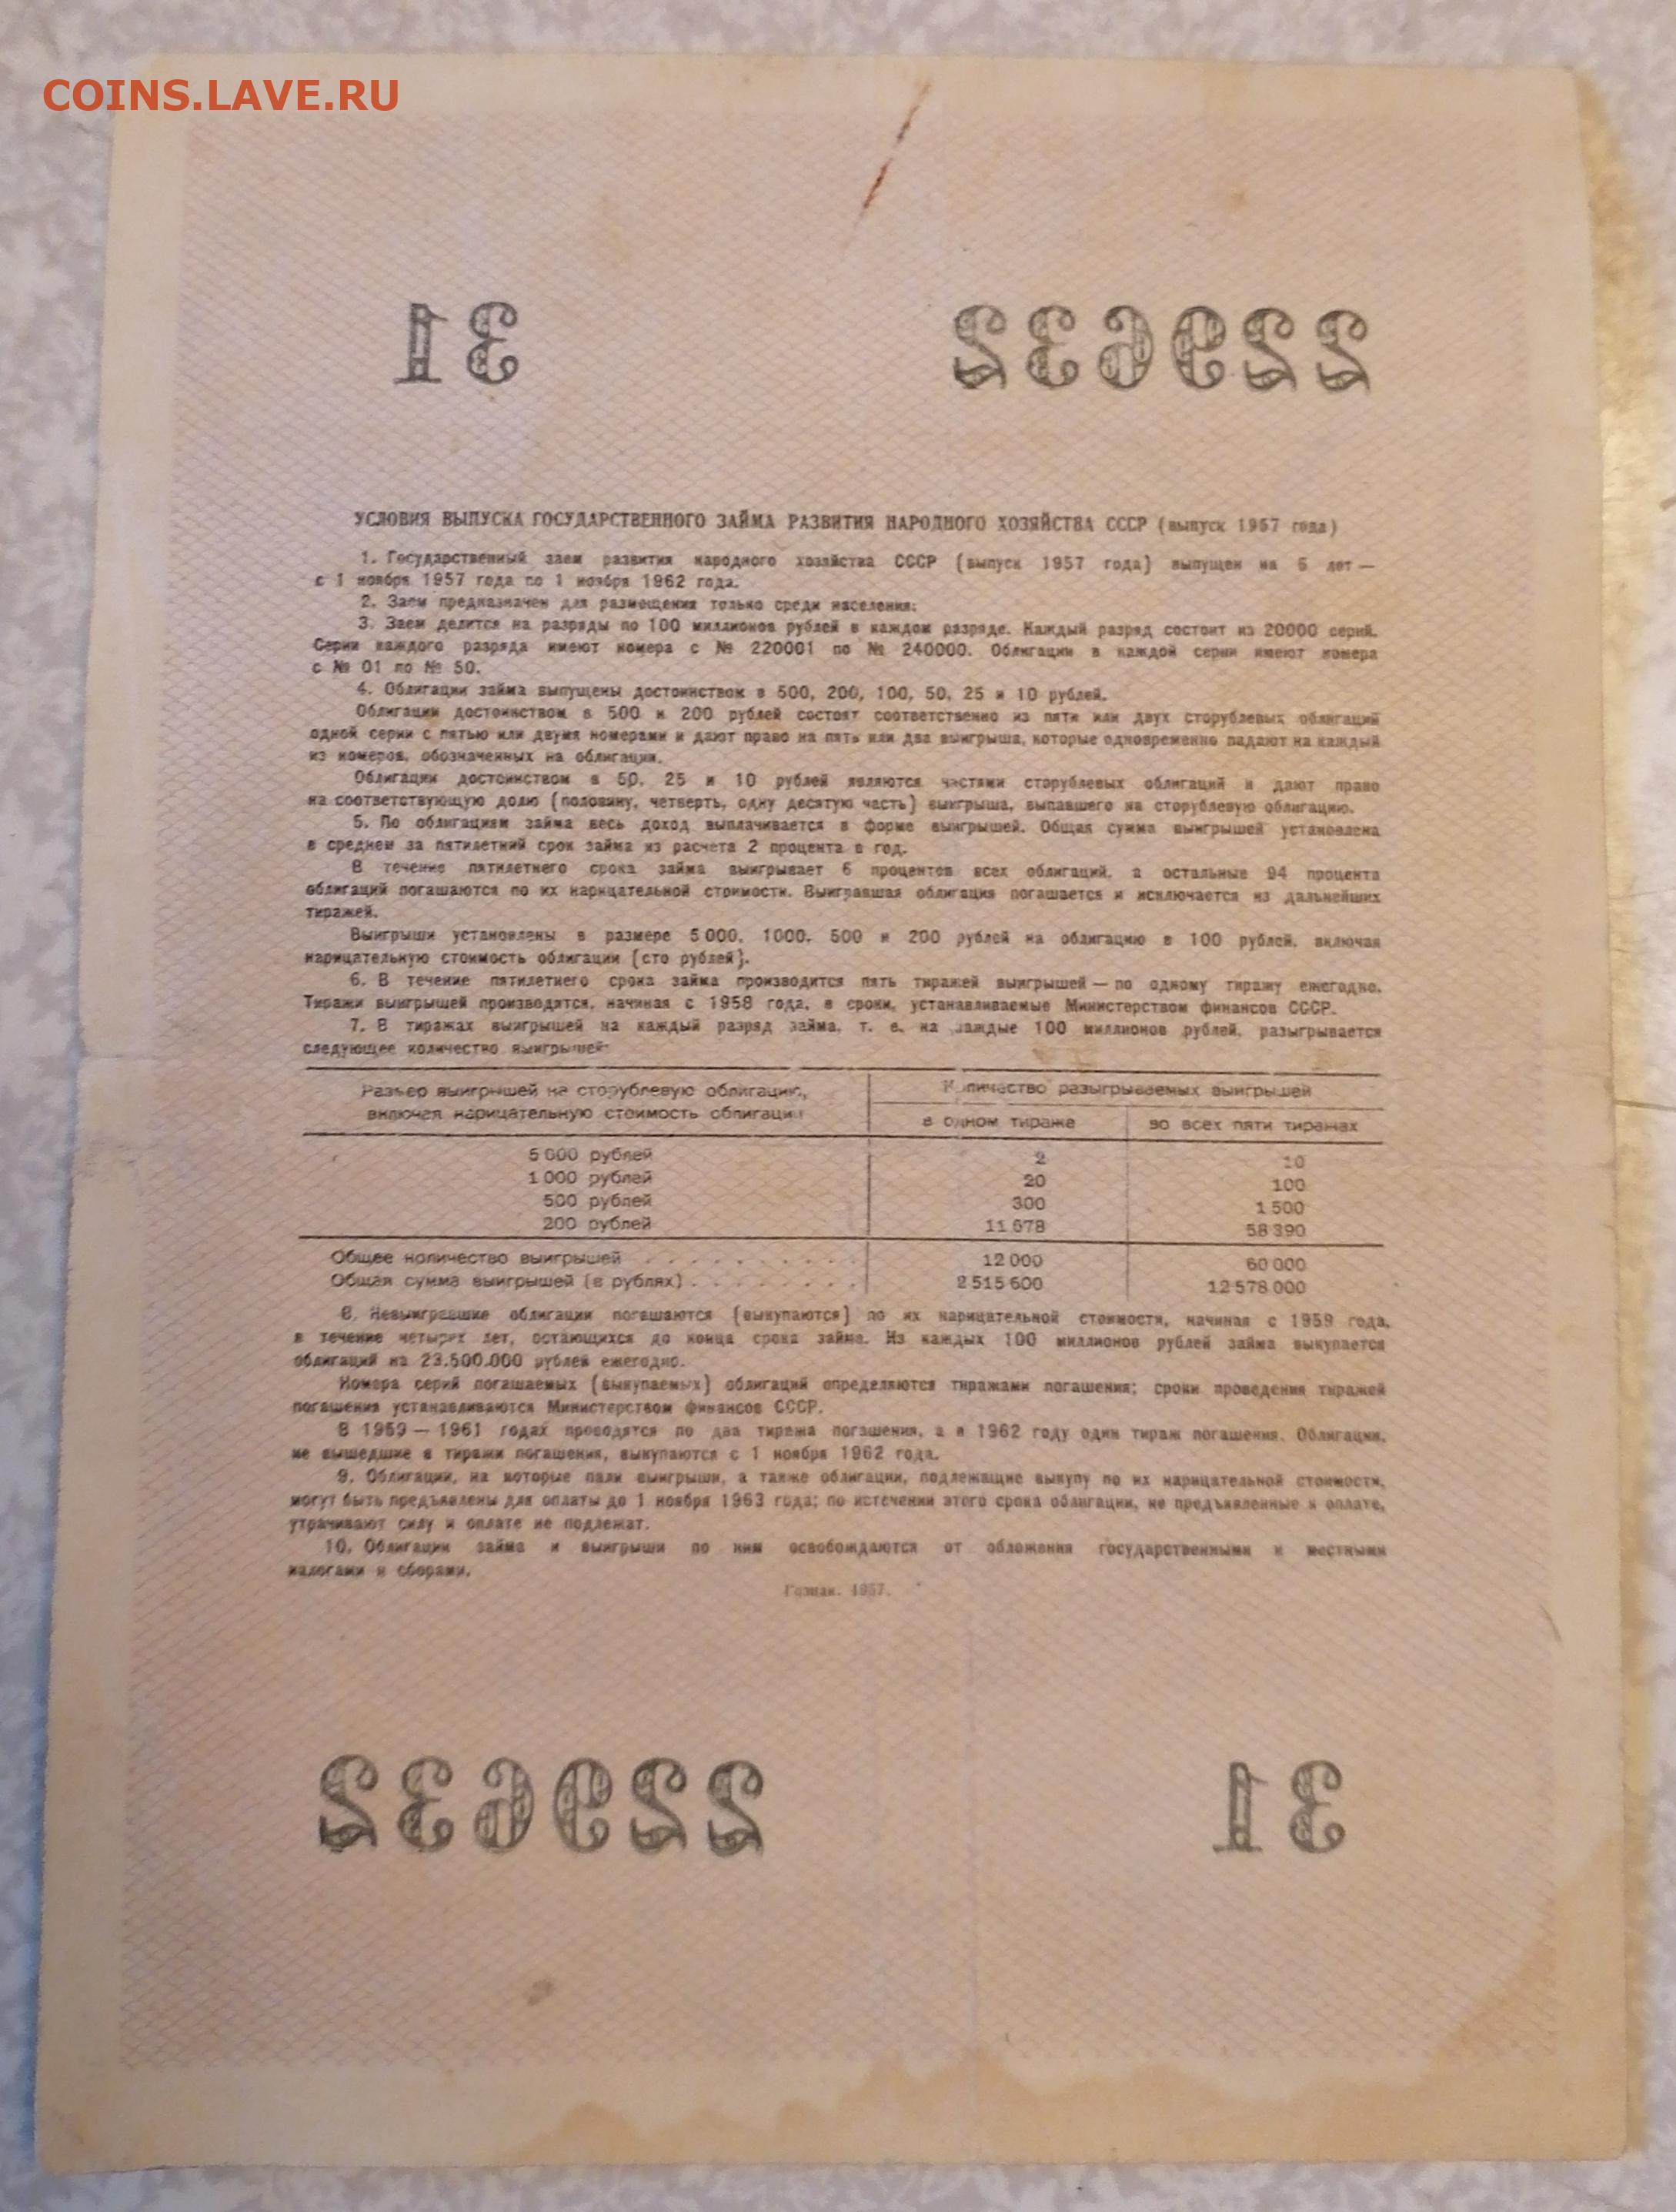 COINS.LAVE.RU
31 229632
УСЛОВИЯ ВЫПУСКА ГОСУДАРСТВЕННОГО ЗАЙМА РАЗВИТИЯ НАРОДНОГО ХОЗЯЙСТВА СССР (выпуск 1957 года)
1. Государственный заем развития народного хозяйства СССР (выпуск 1957 года) выпущен на 5 лет —
с 1 ноября 1957 года по 1 ноября 1962 года.
2. Заем предназначен для размещения только среди населения.
3. Заем делится на разряды по 100 миллионов рублей в каждом разряде. Каждый разряд состоит из 20000 серий.
Серии каждого разряда имеют номера с № 220001 по № 240000. Облигации в каждой серии имеют номера
с № 01 по № 50.
4. Облигации займа выпущены достоинством в 500, 200, 100, 50, 25 и 10 рублей.
Облигации достоинством в 500 и 200 рублей состоят соответственно из пяти или двух сторублевых облигаций
одной серии с пятью или двумя номерами и дают право на пять или два выигрыша, которые одновременно падают на каждый
из номеров, обозначенных на облигации.
Облигации достоинством в 50, 25 и 10 рублей являются частями сторублевых облигаций и дают право
на соответствующую долю (половину, четверть, одну десятую часть) выигрыша, выпавшего на сторублевую облигацию.
5. По облигациям займа весь доход выплачивается в форме выигрышей. Общая сумма выигрышей установлена
в среднем за пятилетний срок займа из расчета 2 процента в год.
В течение пятилетнего срока займа выигрывает 6 процентов всех облигаций, а остальные 94 процента
облигаций погашаются по их нарицательной стоимости. Выигравшая облигация погашается и исключается из дальнейших
тиражей.
Выигрыши установлены в размере 5 000, 1000, 500 и 200 рублей на облигацию в 100 рублей, включая
нарицательную стоимость облигации (сто рублей).
6. В течение пятилетнего срока займа производится пять тиражей выигрышей — по одному тиражу ежегодно.
Тиражи выигрышей производятся, начиная с 1958 года, в сроки, устанавливаемые Министерством финансов СССР.
7. В тиражах выигрышей на каждый разряд займа, т. е. на каждые 100 миллионов рублей, разыгрывается
следующее количество выигрышей:
Размер выигрышей на сторублевую облигацию, Количество разыгрываемых выигрышей
включая нарицательную стоимость облигации в одном тираже во всех пяти тиражах
5 000 рублей 2 10
1 000 рублей 20 100
500 рублей 300 1 500
200 рублей 11 678 58 390
Общее количество выигрышей . . . . . . . . . 12 000 60 000
Общая сумма выигрышей (в рублях) . . . . . . . 2 515 600 12 578 000
8. Невыигравшие облигации погашаются (выкупаются) по их нарицательной стоимости, начиная с 1959 года,
в течение четырех лет, остающихся до конца срока займа. Из каждых 100 миллионов рублей займа выкупается
облигаций на 23.500.000 рублей ежегодно.
Номера серий погашаемых (выкупаемых) облигаций определяются тиражами погашения; сроки проведения тиражей
погашения устанавливаются Министерством финансов СССР.
В 1959 — 1961 годах проводятся по два тиража погашения, а в 1962 году один тираж погашения. Облигации,
не вышедшие в тиражи погашения, выкупаются с 1 ноября 1962 года.
9. Облигации, на которые пали выигрыши, а также облигации, подлежащие выкупу по их нарицательной стоимости,
могут быть предъявлены для оплаты до 1 ноября 1963 года; по истечении этого срока облигации, не предъявленные к оплате,
утрачивают силу и оплате не подлежат.
10. Облигации займа и выигрыши по ним освобождаются от обложения государственными и местными
налогами и сборами.
Гознак. 1957.
229632 31